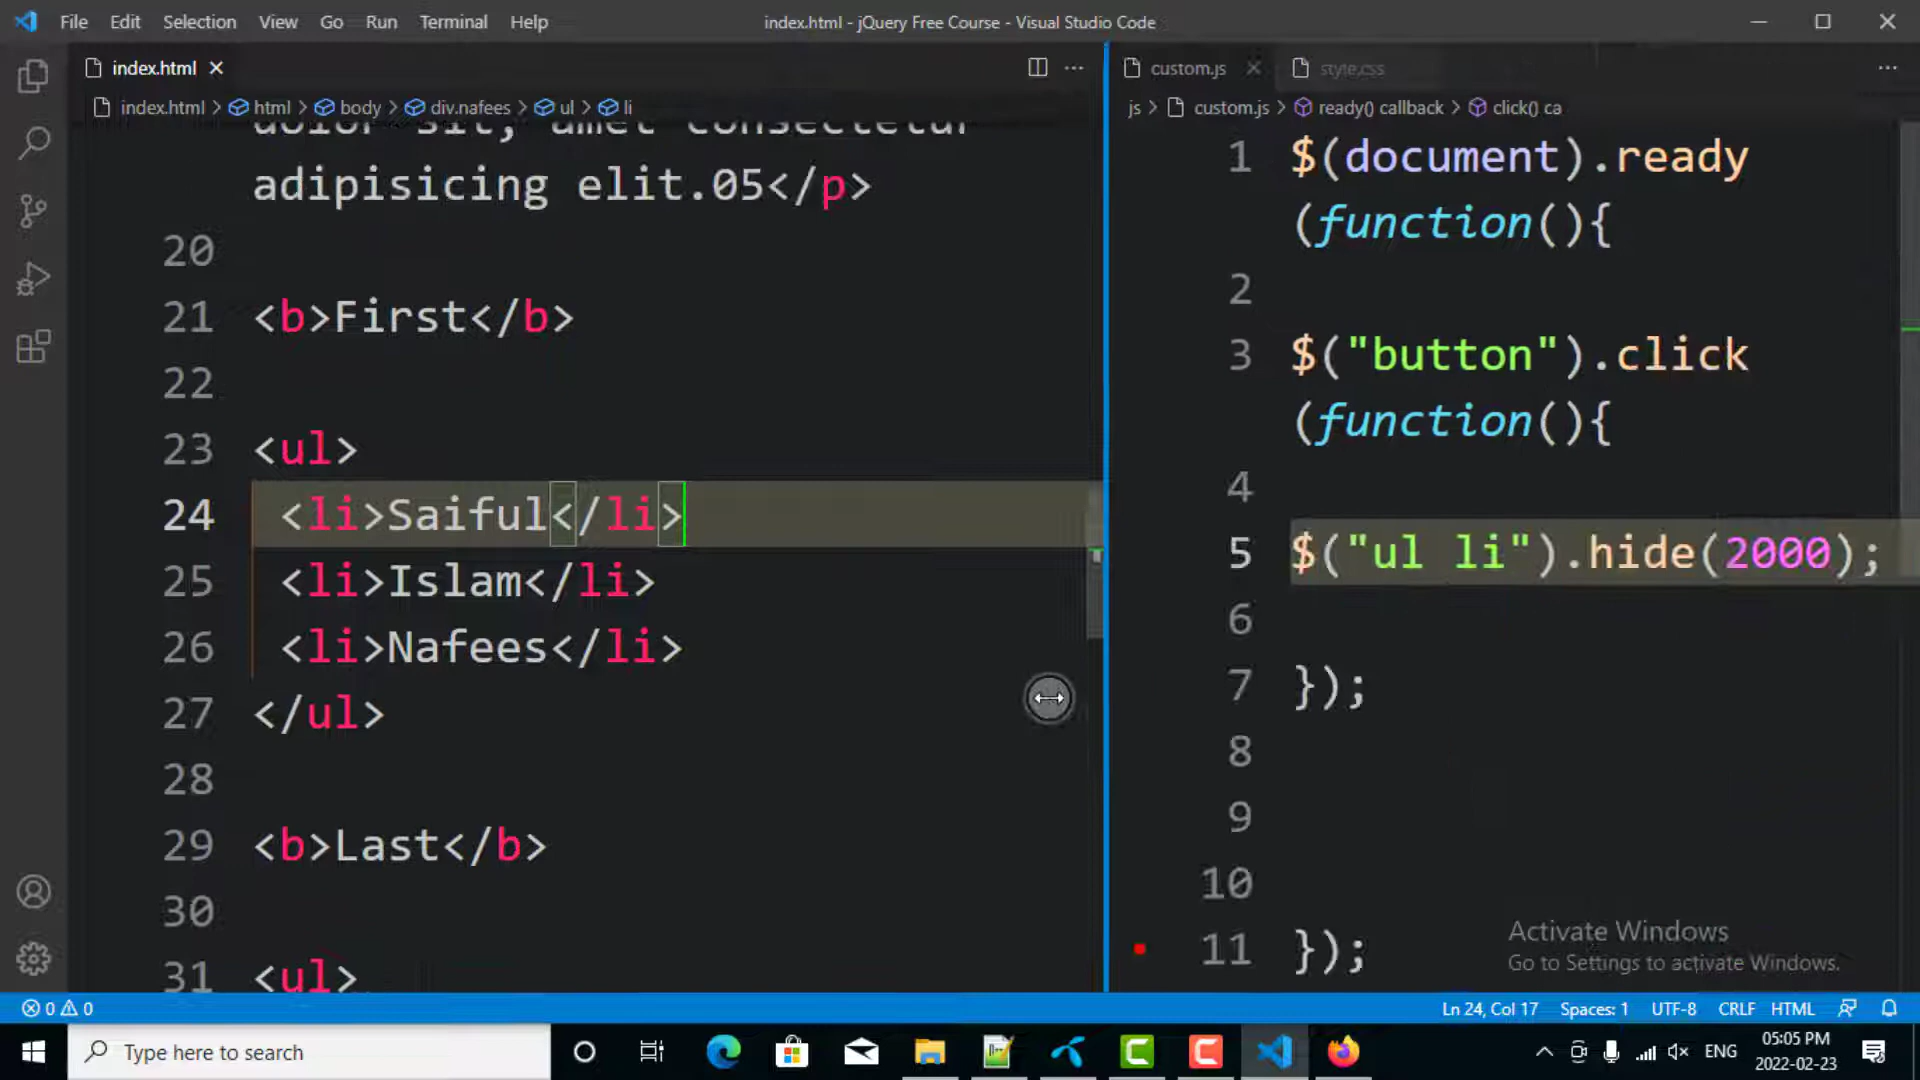 File Edit Selection View Go Run Terminal Help index.html - jQuery Free Course - Visual Studio Code
index.html
index.html > html > body > div.nafees > ul > li
dolor sit, amet consectetur
adipisicing elit.05</p>
20
21 <b>First</b>
22
23 <ul>
24 <li>Saiful</li>
25 <li>Islam</li>
26 <li>Nafees</li>
27 </ul>
28
29 <b>Last</b>
30
31 <ul>
custom.js style.css
js > custom.js > ready() callback > click() ca
1 $(document).ready
(function(){
2
3 $("button").click
(function(){
4
5 $("ul li").hide(2000);
6
7 });
8
9
10
11 });
Activate Windows
Go to Settings to activate Windows.
0 0 Ln 24, Col 17 Spaces: 1 UTF-8 CRLF HTML
Type here to search
ENG
05:05 PM
2022-02-23